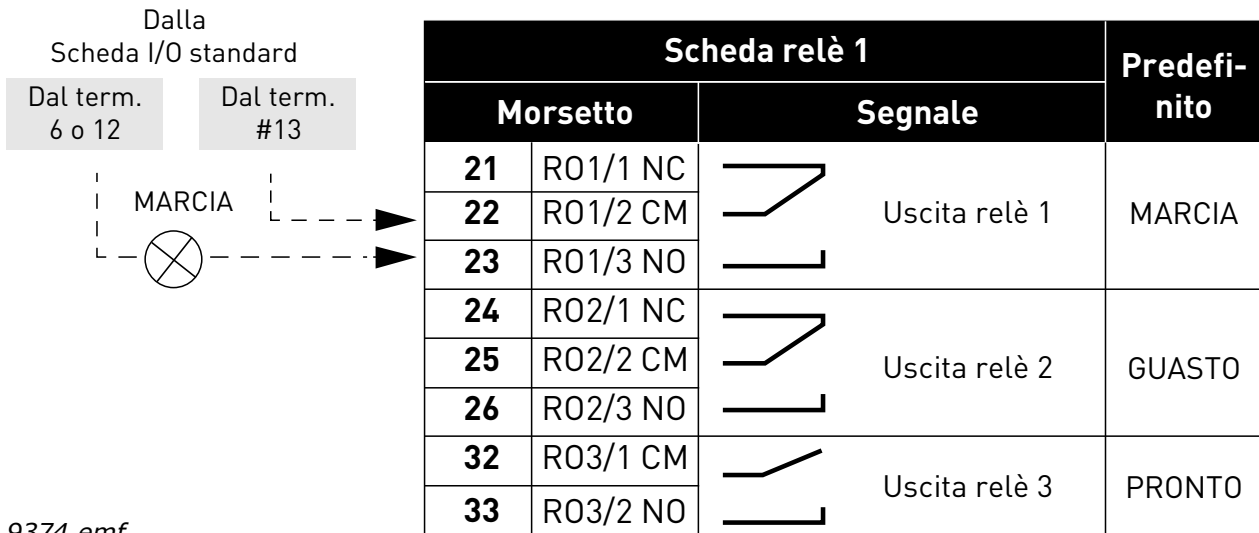 Dalla
Scheda I/O standard
Dal term.
6 o 12
Dal term.
#13
MARCIA
Scheda relè 1
Predefi-
nito
Morsetto
Segnale
21 RO1/1 NC
22 RO1/2 CM Uscita relè 1 MARCIA
23 RO1/3 NO
24 RO2/1 NC
25 RO2/2 CM Uscita relè 2 GUASTO
26 RO2/3 NO
32 RO3/1 CM
Uscita relè 3 PRONTO
33 RO3/2 NO
9374.emf